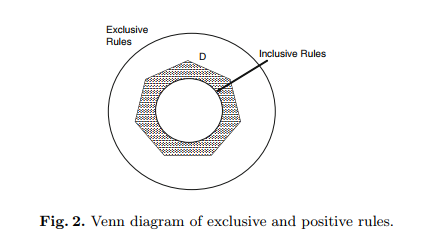 Exclusive
Rules
D
Inclusive Rules
Fig. 2. Venn diagram of exclusive and positive rules.